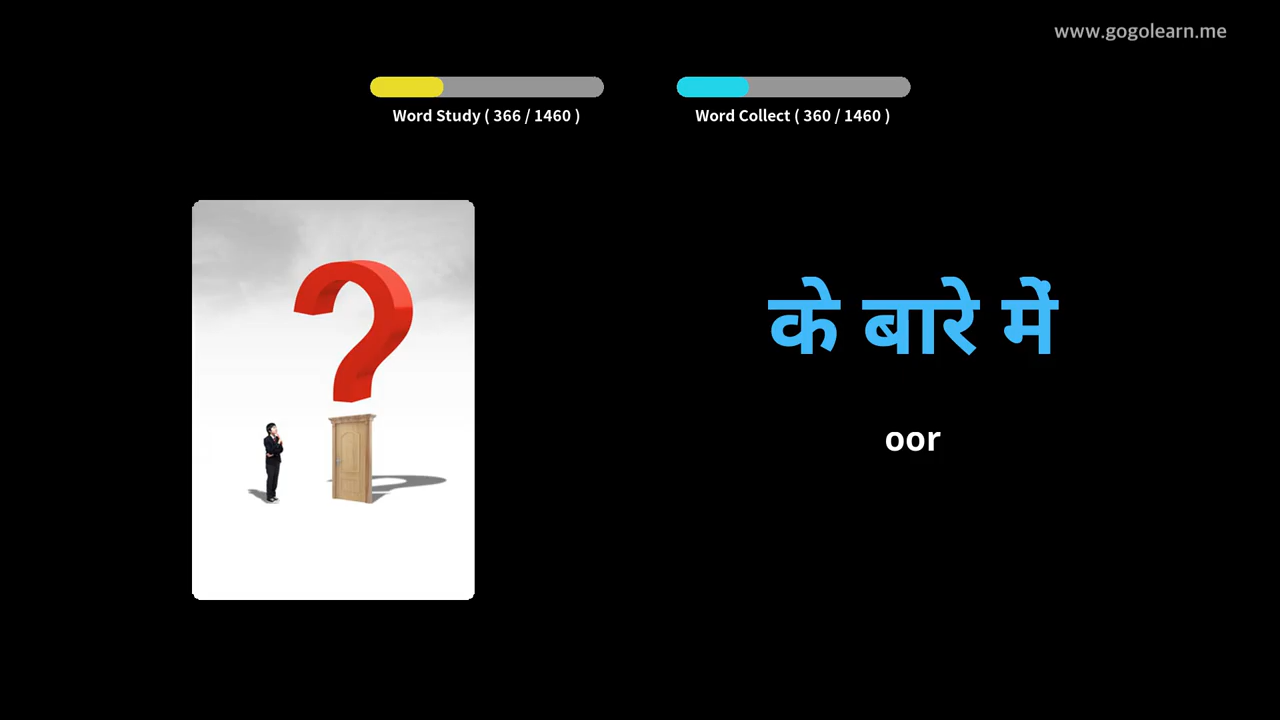 www.gogolearn.me
Word Study ( 366 / 1460 )
Word Collect ( 360 / 1460 )
के बारे में
oor